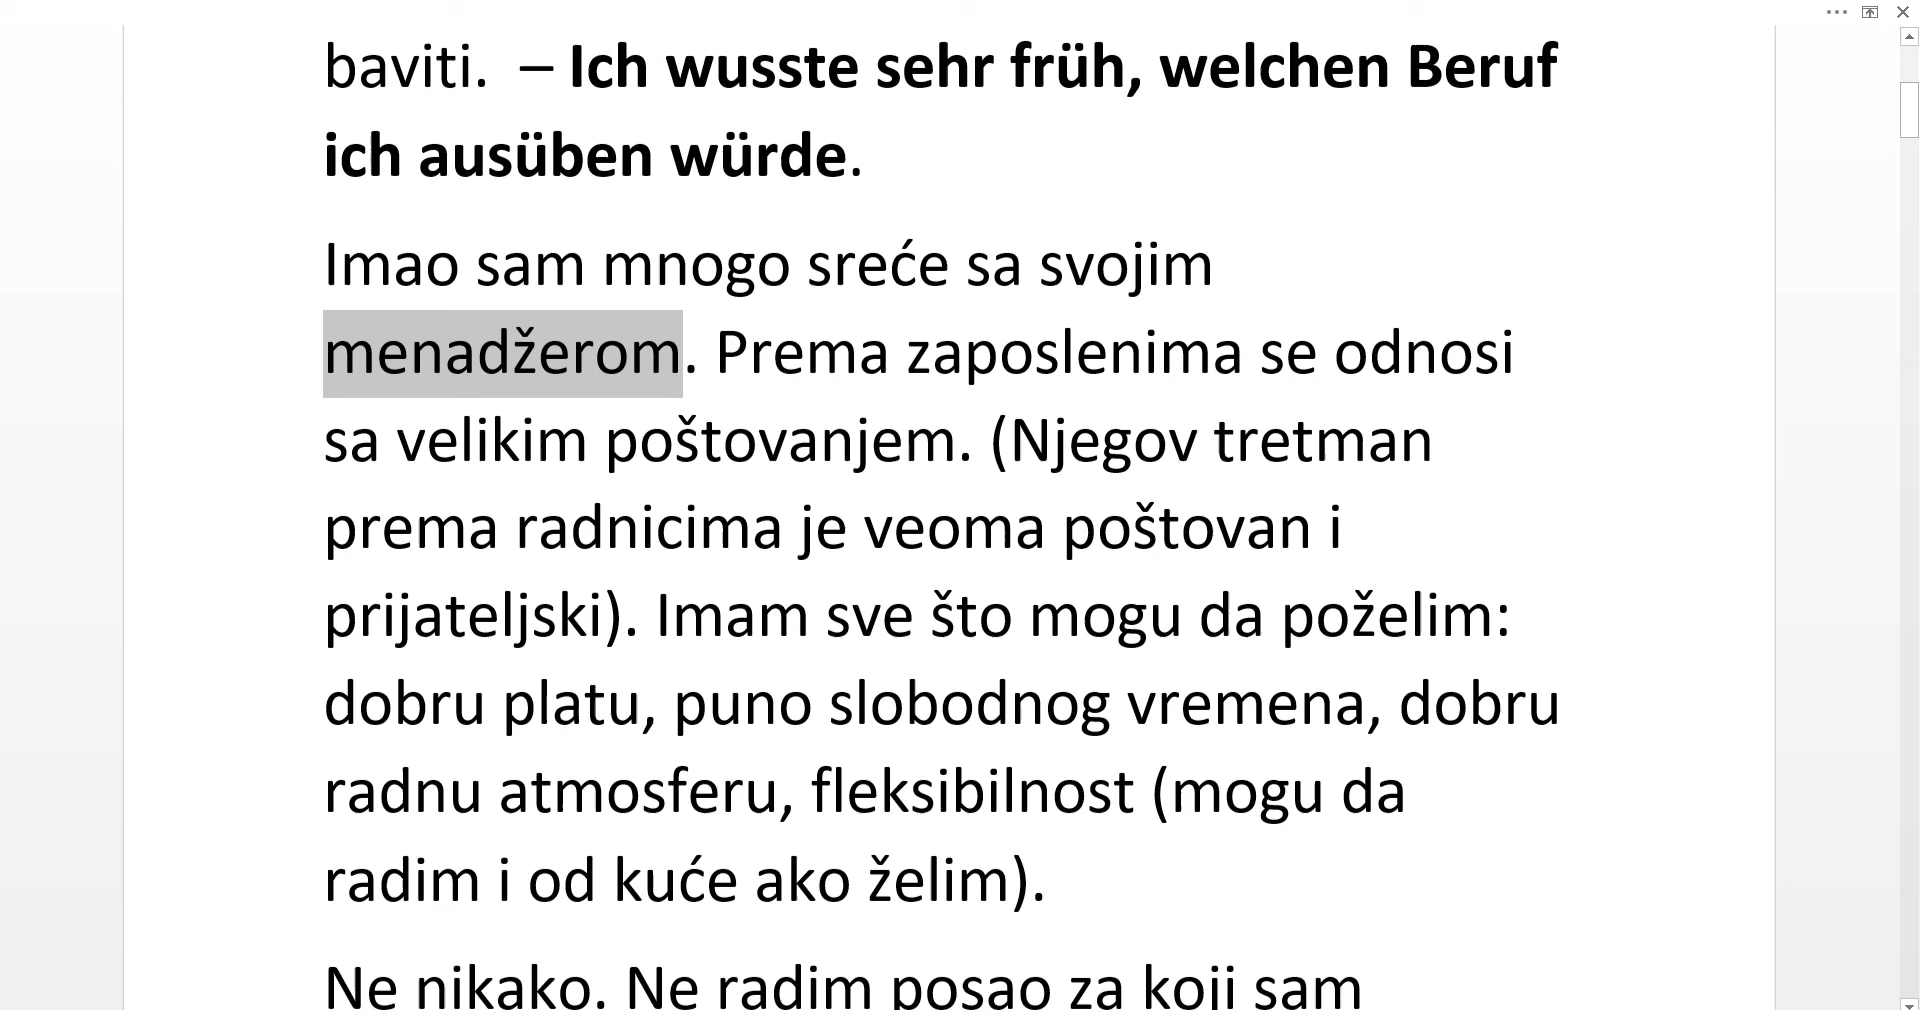 baviti.  – Ich wusste sehr früh, welchen Beruf
ich ausüben würde.
Imao sam mnogo sreće sa svojim
menadžerom. Prema zaposlenima se odnosi
sa velikim poštovanjem. (Njegov tretman
prema radnicima je veoma poštovan i
prijateljski). Imam sve što mogu da poželim:
dobru platu, puno slobodnog vremena, dobru
radnu atmosferu, fleksibilnost (mogu da
radim i od kuće ako želim).
Ne nikako. Ne radim posao za koji sam